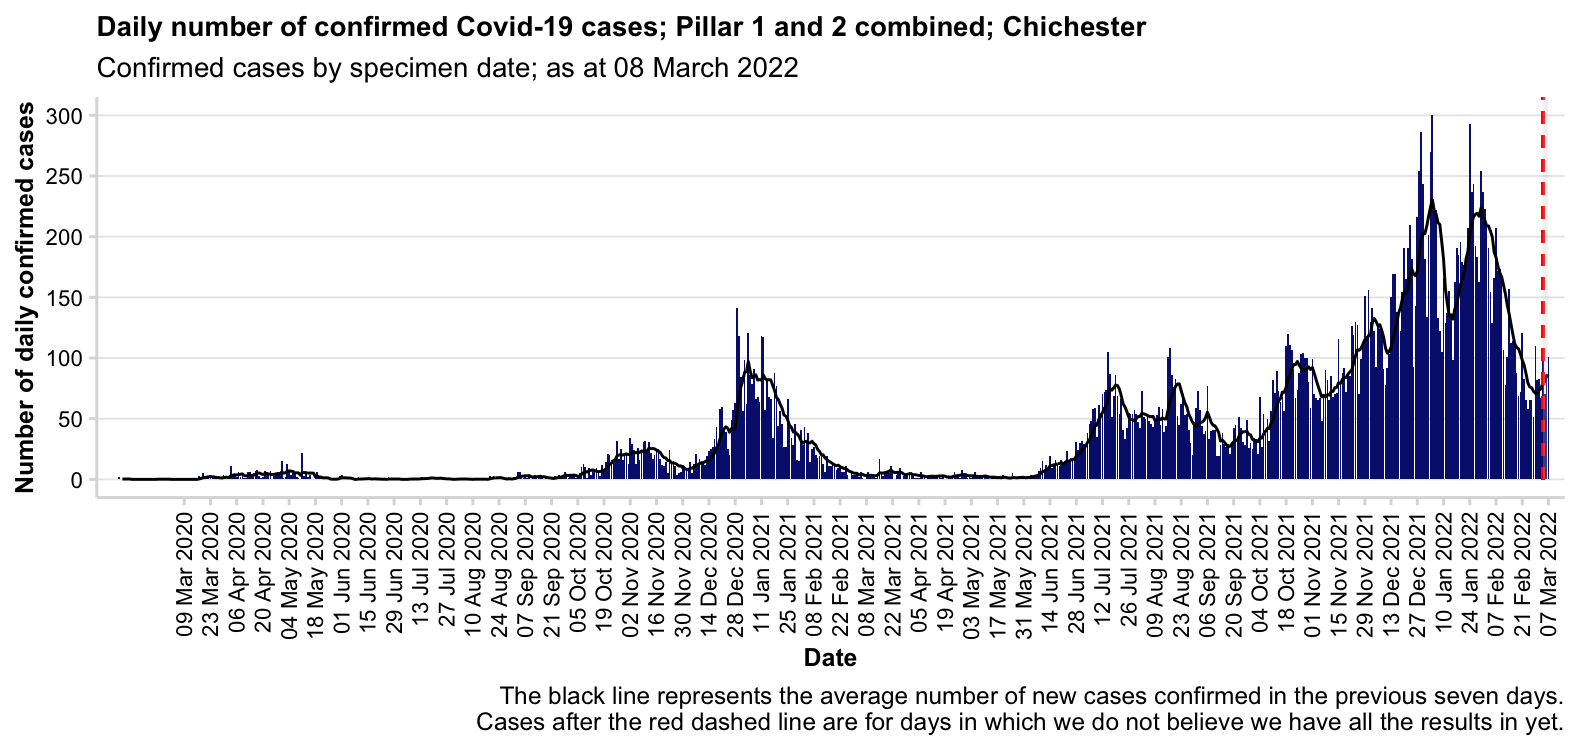 Daily number of confirmed Covid-19 cases; Pillar 1 and 2 combined; Chichester
Confirmed cases by specimen date; as at 08 March 2022
Number of daily confirmed cases
300
250
200
150
100
50
0
09 Mar 2020
23 Mar 2020
06 Apr 2020
20 Apr 2020
04 May 2020
18 May 2020
01 Jun 2020
15 Jun 2020
29 Jun 2020
13 Jul 2020
27 Jul 2020
10 Aug 2020
24 Aug 2020
07 Sep 2020
21 Sep 2020
05 Oct 2020
19 Oct 2020
02 Nov 2020
16 Nov 2020
30 Nov 2020
14 Dec 2020
28 Dec 2020
11 Jan 2021
25 Jan 2021
08 Feb 2021
22 Feb 2021
08 Mar 2021
22 Mar 2021
05 Apr 2021
19 Apr 2021
03 May 2021
17 May 2021
31 May 2021
14 Jun 2021
28 Jun 2021
12 Jul 2021
26 Jul 2021
09 Aug 2021
23 Aug 2021
06 Sep 2021
20 Sep 2021
04 Oct 2021
18 Oct 2021
01 Nov 2021
15 Nov 2021
29 Nov 2021
13 Dec 2021
27 Dec 2021
10 Jan 2022
24 Jan 2022
07 Feb 2022
21 Feb 2022
07 Mar 2022
Date
The black line represents the average number of new cases confirmed in the previous seven days.
Cases after the red dashed line are for days in which we do not believe we have all the results in yet.